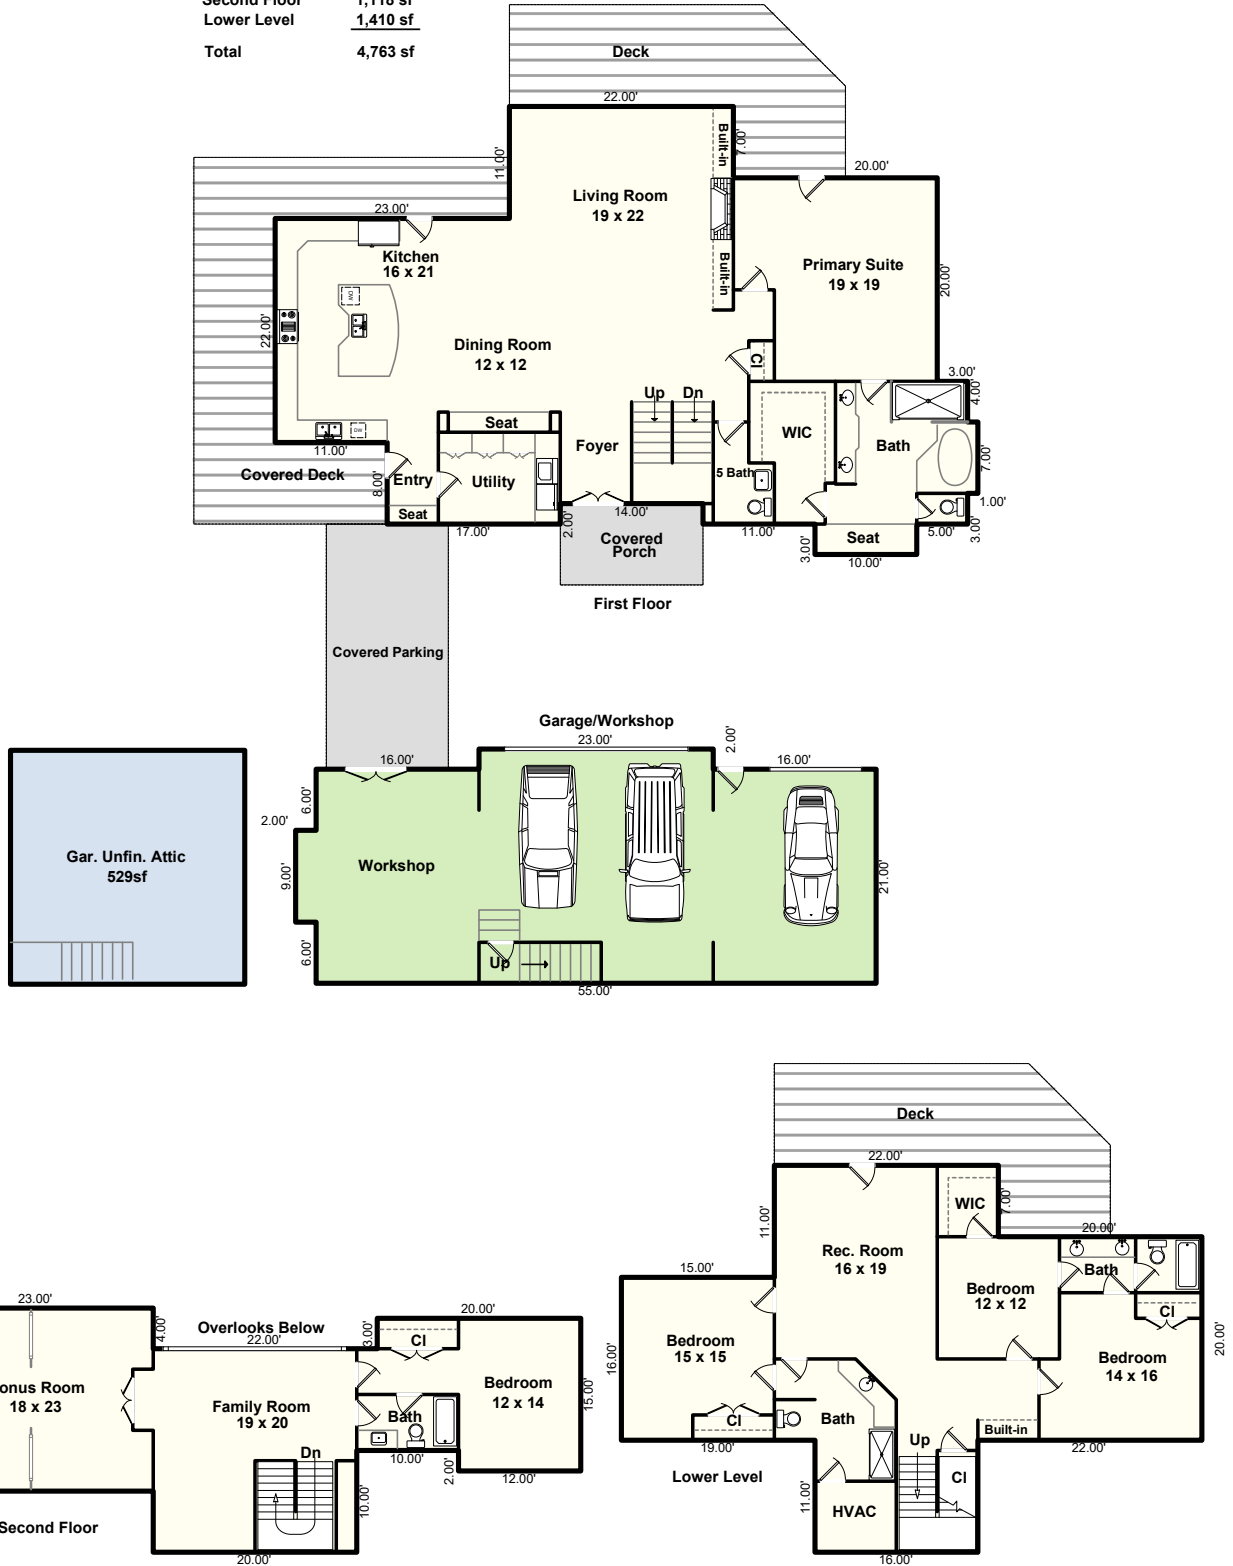 Lower Level 1,410 sf
Total 4,763 sf
Deck
22.00'
Built-in
7.00'
11.00'
20.00'
Living Room
19 x 22
23.00'
Kitchen
16 x 21
Built-in
Primary Suite
19 x 19
20.00'
DW
22.00'
Dining Room
12 x 12
Cl
3.00'
4.00'
Up
Dn
Seat
WIC
Foyer
Bath
11.00'
DW
Covered Deck
8.00'
Entry
Utility
5 Bath
7.00'
Seat
1.00'
17.00'
2.00'
14.00'
11.00'
3.00'
Seat
5.00'
3.00'
10.00'
Covered
Porch
First Floor
Covered Parking
Garage/Workshop
23.00'
2.00'
16.00'
16.00'
6.00'
2.00'
Gar. Unfin. Attic
529sf
Workshop
9.00'
21.00'
6.00'
Up
55.00'
Deck
22.00'
WIC
7.00'
11.00'
20.00'
Rec. Room
16 x 19
Bath
15.00'
Bedroom
12 x 12
Cl
Bedroom
15 x 15
16.00'
Bedroom
14 x 16
20.00'
Cl
Bath
Built-in
19.00'
Up
22.00'
Lower Level
Cl
11.00'
HVAC
16.00'
23.00'
4.00'
Overlooks Below
22.00'
3.00'
20.00'
Cl
onus Room
18 x 23
Family Room
19 x 20
Bedroom
12 x 14
15.00'
Bath
Dn
10.00'
2.00'
12.00'
10.00'
Second Floor
20.00'